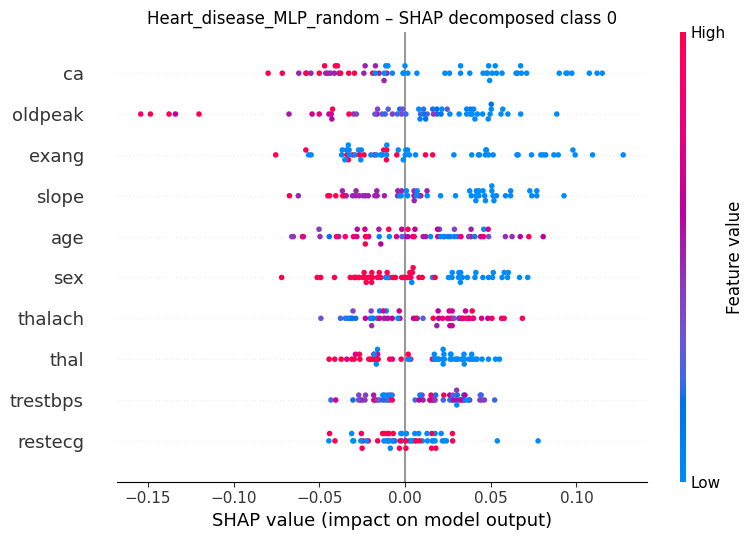 Heart_disease_MLP_random – SHAP decomposed class 0
High
ca
oldpeak
exang
slope
age
sex
thalach
thal
trestbps
restecg
Feature value
Low
−0.15 −0.10 −0.05 0.00 0.05 0.10
SHAP value (impact on model output)